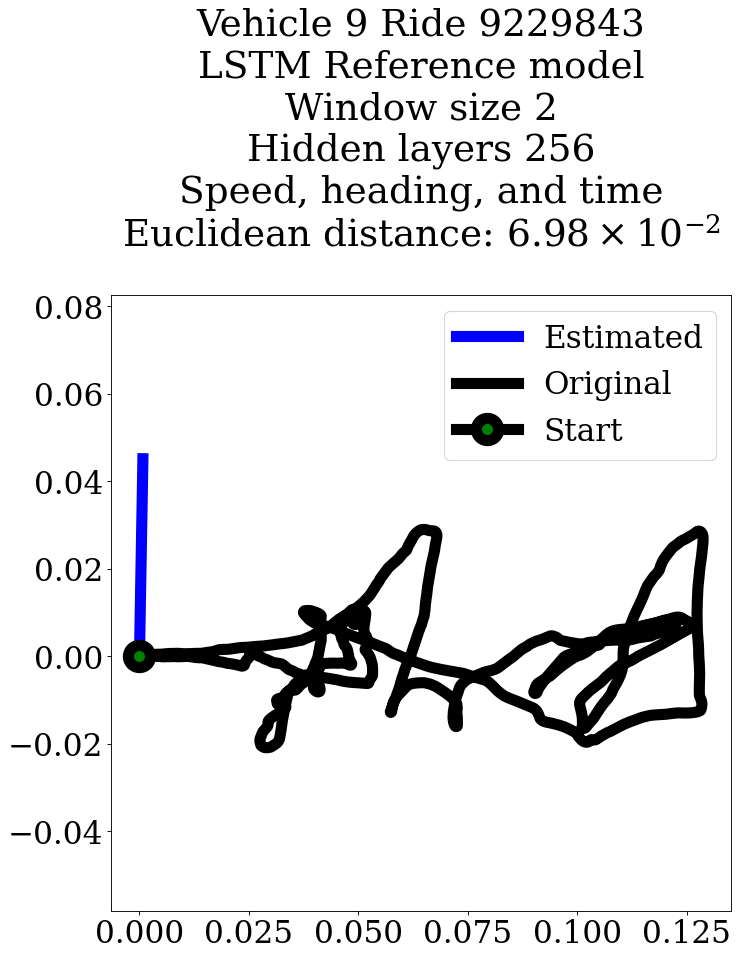 Vehicle 9 Ride 9229843
LSTM Reference model
Window size 2
Hidden layers 256
Speed, heading, and time
Euclidean distance: 6.98 × 10⁻²
Estimated
Original
Start
0.08
0.06
0.04
0.02
0.00
−0.02
−0.04
0.000 0.025 0.050 0.075 0.100 0.125